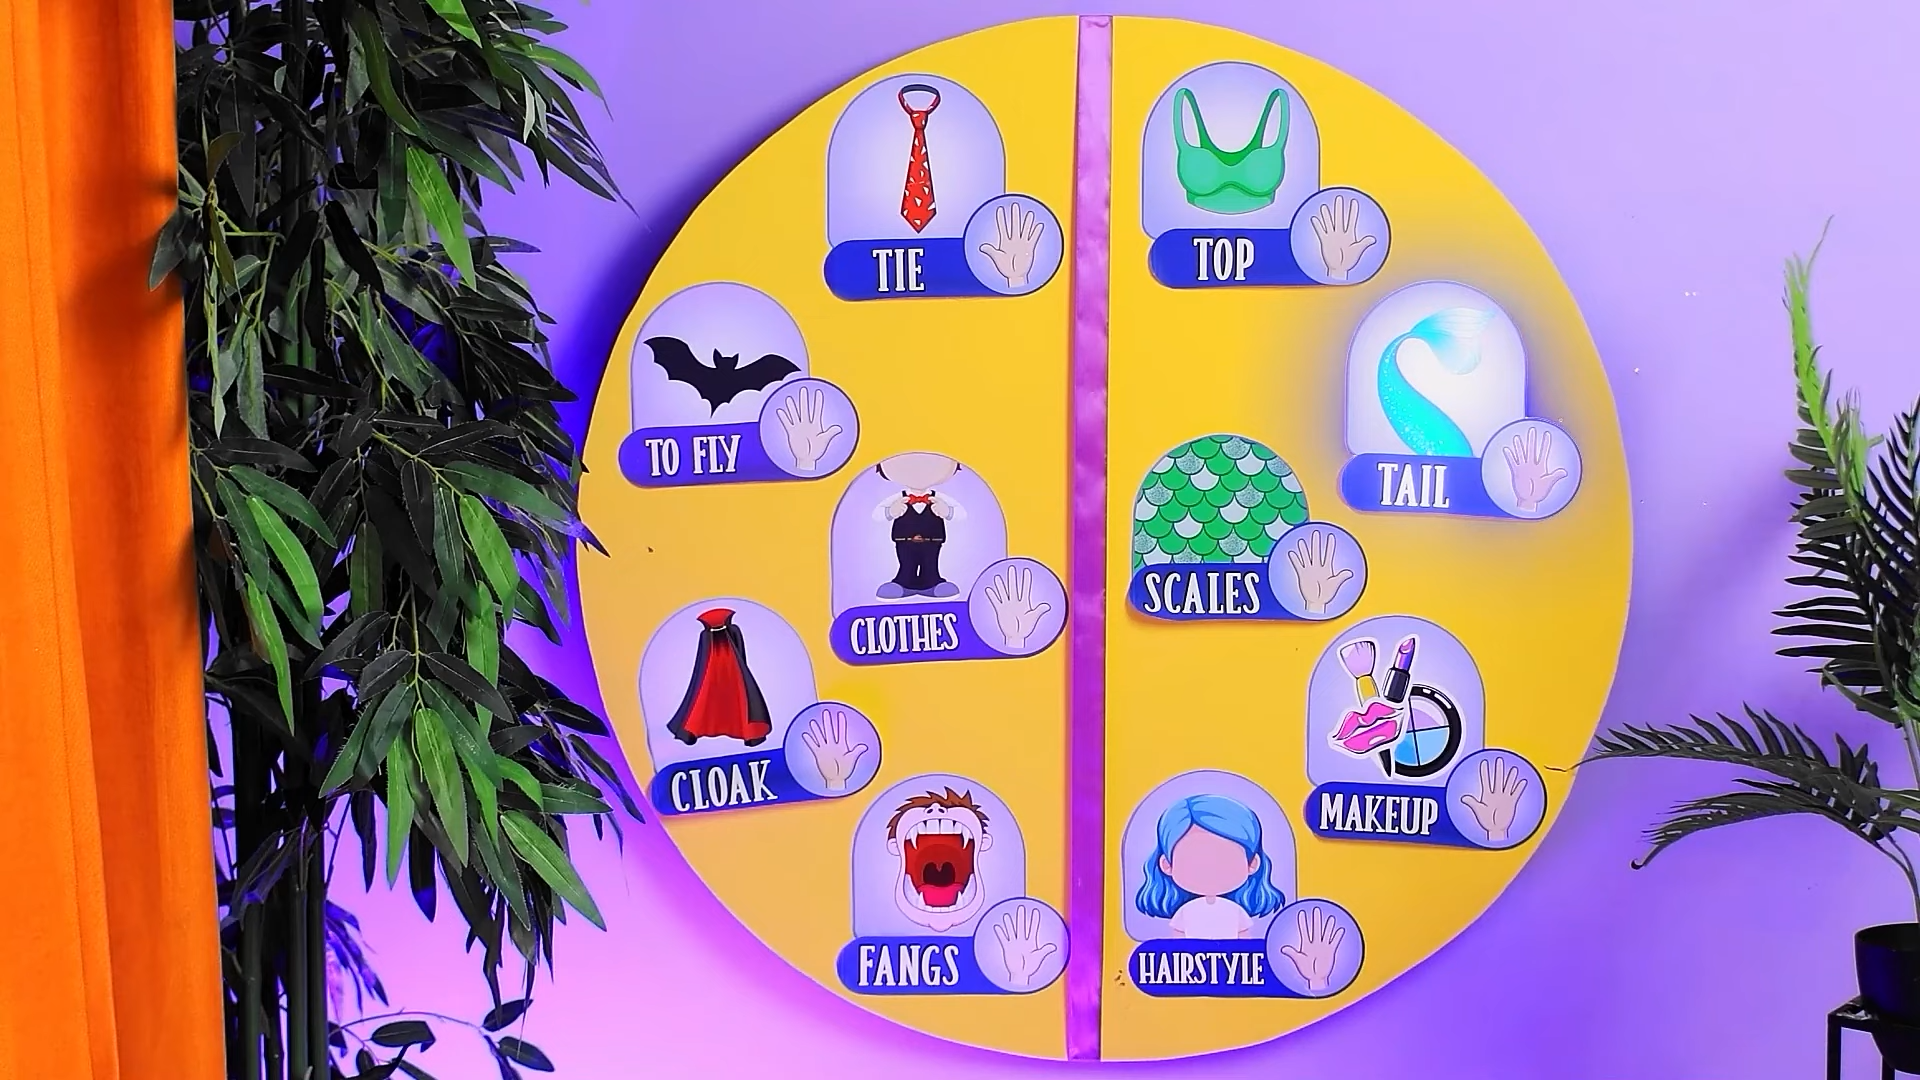 TIE
TO FLY
CLOTHES
CLOAK
FANGS
TOP
TAIL
SCALES
MAKEUP
HAIRSTYLE